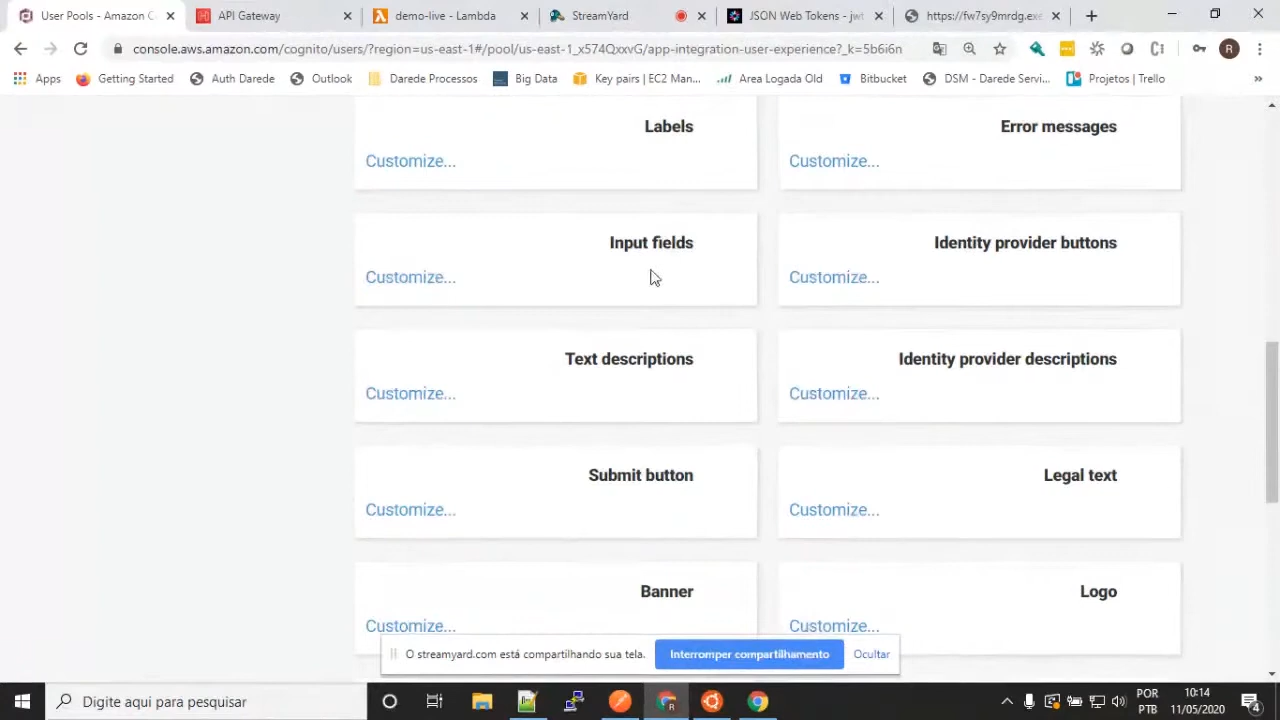 User Pools - Amazon C
API Gateway
demo-live - Lambda
StreamYard
JSON Web Tokens - jwt
https://fw7sy9mrdg.exe
console.aws.amazon.com/cognito/users/?region=us-east-1#/pool/us-east-1_x574QxxvG/app-integration-user-experience?_k=5b6i6n
R
Apps
Getting Started
Auth Darede
Outlook
Darede Processos
Big Data
Key pairs | EC2 Man...
Area Logada Old
Bitbucket
DSM - Darede Servi...
Projetos | Trello
»
Labels
Customize...
Error messages
Customize...
Input fields
Customize...
Identity provider buttons
Customize...
Text descriptions
Customize...
Identity provider descriptions
Customize...
Submit button
Customize...
Legal text
Customize...
Banner
Customize...
Logo
Customize...
O streamyard.com está compartilhando sua tela.
Interromper compartilhamento
Ocultar
Digite aqui para pesquisar
POR
PTB
10:14
11/05/2020
4